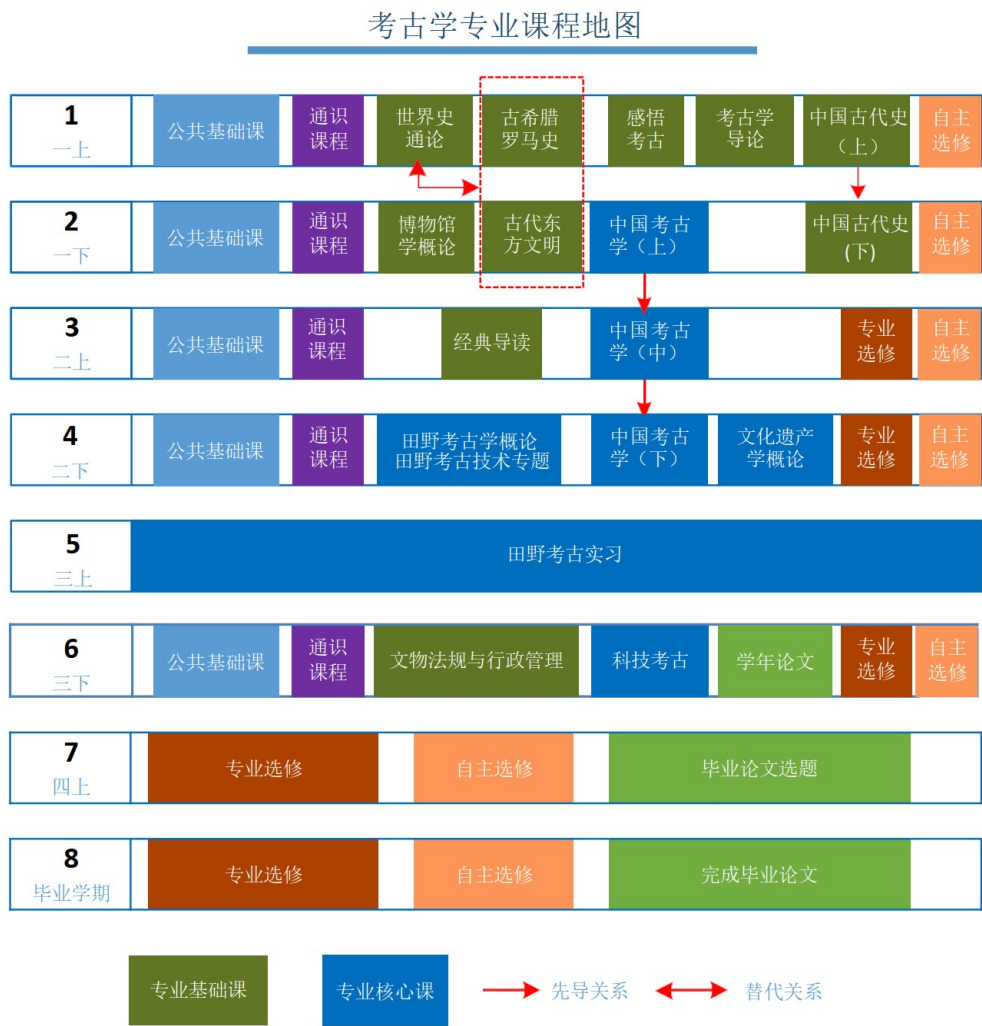 考古学专业课程地图
1
一上
公共基础课
通识
课程
世界史
通论
古希腊
罗马史
感悟
考古
考古学
导论
中国古代史
（上）
自主
选修
2
一下
公共基础课
通识
课程
博物馆
学概论
古代东
方文明
中国考古
学（上）
中国古代史
(下)
自主
选修
3
二上
公共基础课
通识
课程
经典导读
中国考古
学（中）
专业
选修
自主
选修
4
二下
公共基础课
通识
课程
田野考古学概论
田野考古技术专题
中国考古
学（下）
文化遗产
学概论
专业
选修
自主
选修
5
三上
田野考古实习
6
三下
公共基础课
通识
课程
文物法规与行政管理
科技考古
学年论文
专业
选修
自主
选修
7
四上
专业选修
自主选修
毕业论文选题
8
毕业学期
专业选修
自主选修
完成毕业论文
专业基础课
专业核心课
先导关系
替代关系